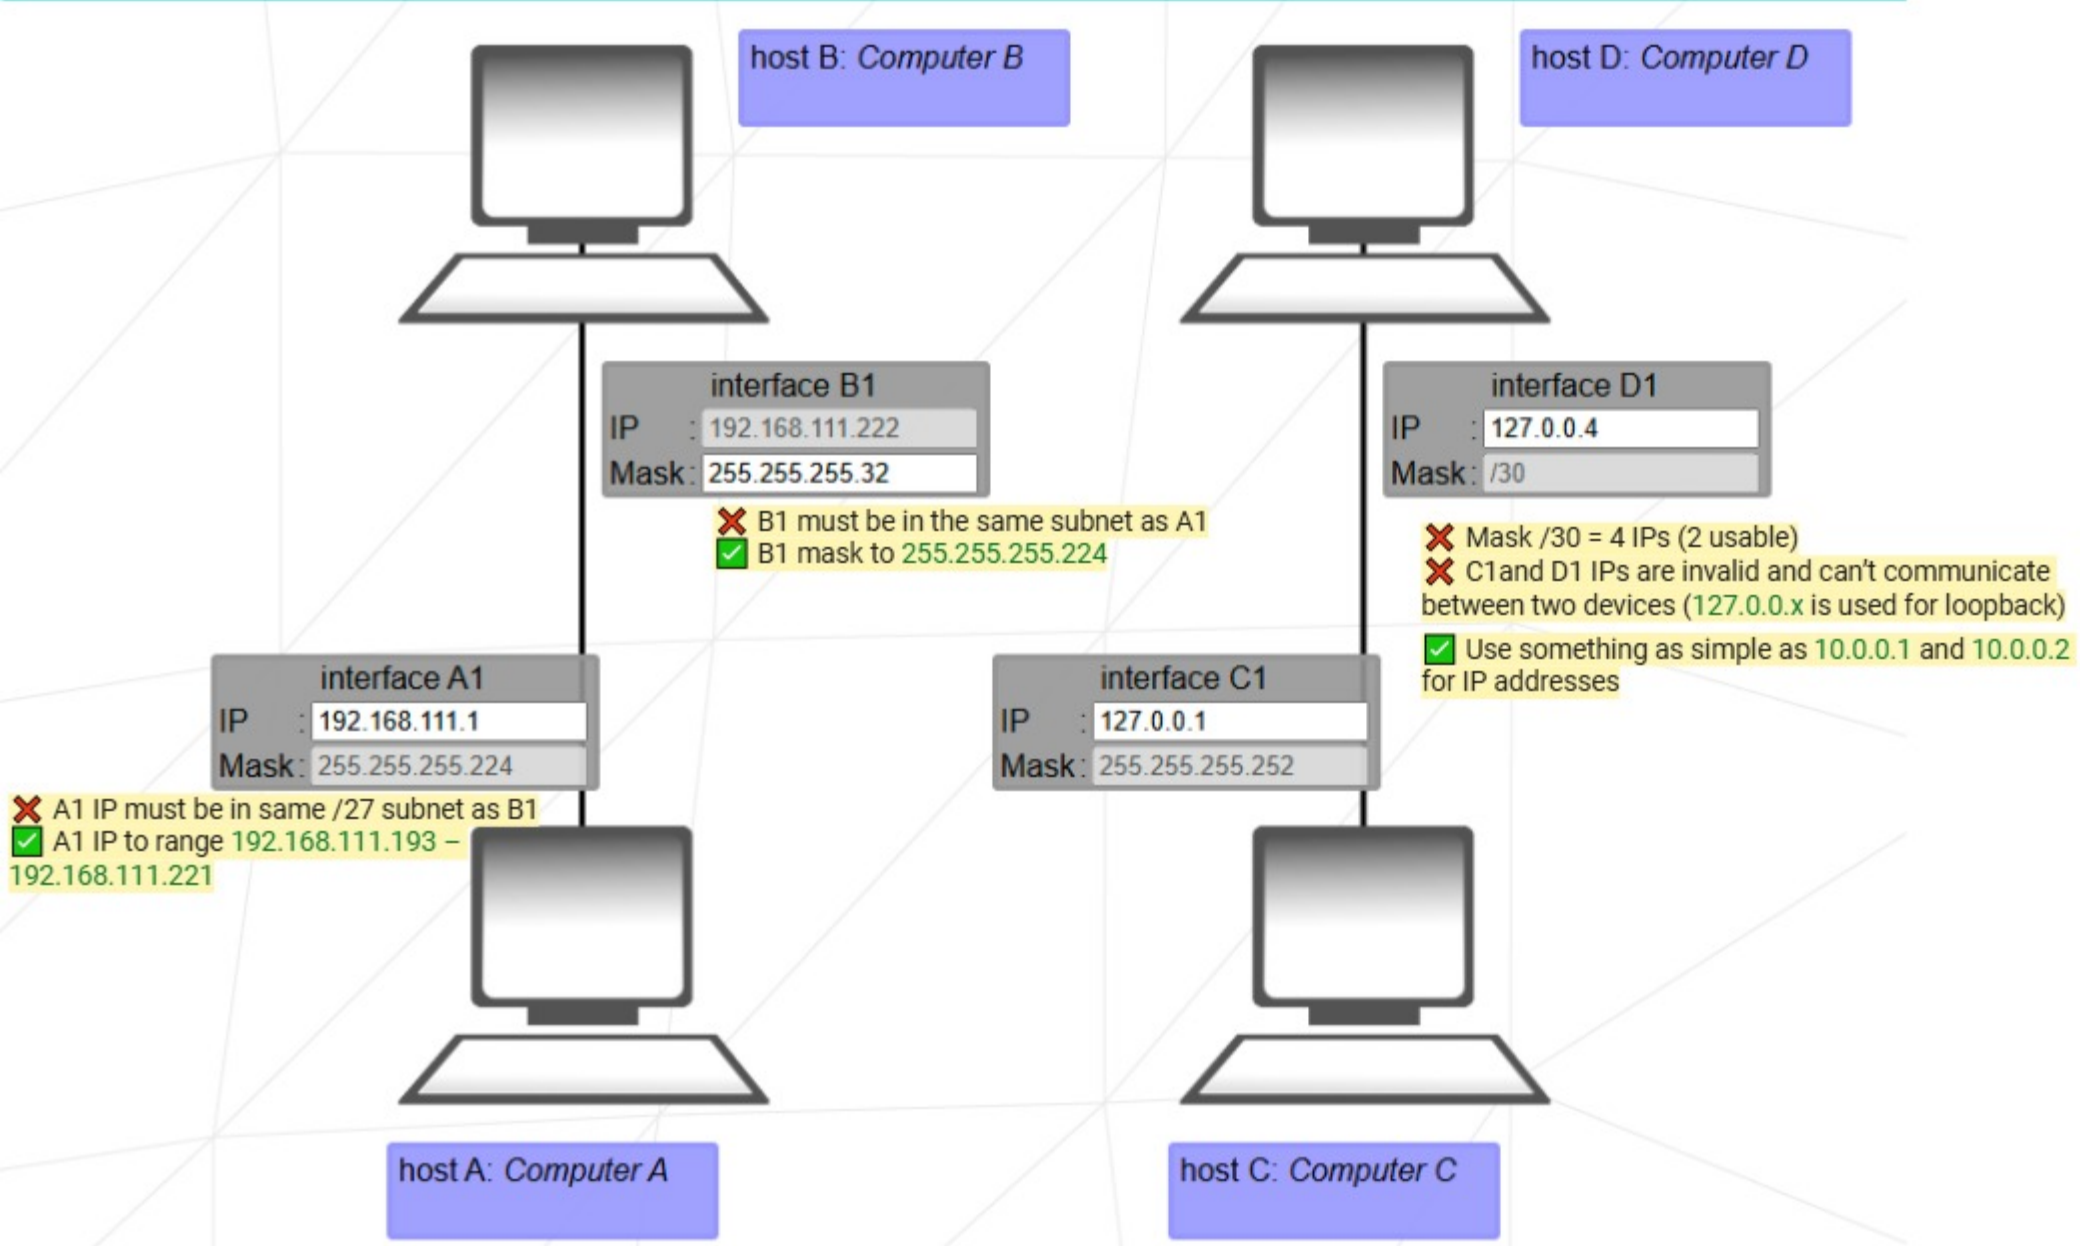 host B: Computer B
host D: Computer D
interface B1
IP : 192.168.111.222
Mask: 255.255.255.32
❌ B1 must be in the same subnet as A1
✅ B1 mask to 255.255.255.224
interface D1
IP : 127.0.0.4
Mask: /30
❌ Mask /30 = 4 IPs (2 usable)
❌ C1and D1 IPs are invalid and can't communicate
between two devices (127.0.0.x is used for loopback)
✅ Use something as simple as 10.0.0.1 and 10.0.0.2
for IP addresses
interface A1
IP : 192.168.111.1
Mask: 255.255.255.224
❌ A1 IP must be in same /27 subnet as B1
✅ A1 IP to range 192.168.111.193 –
192.168.111.221
interface C1
IP : 127.0.0.1
Mask: 255.255.255.252
host A: Computer A
host C: Computer C